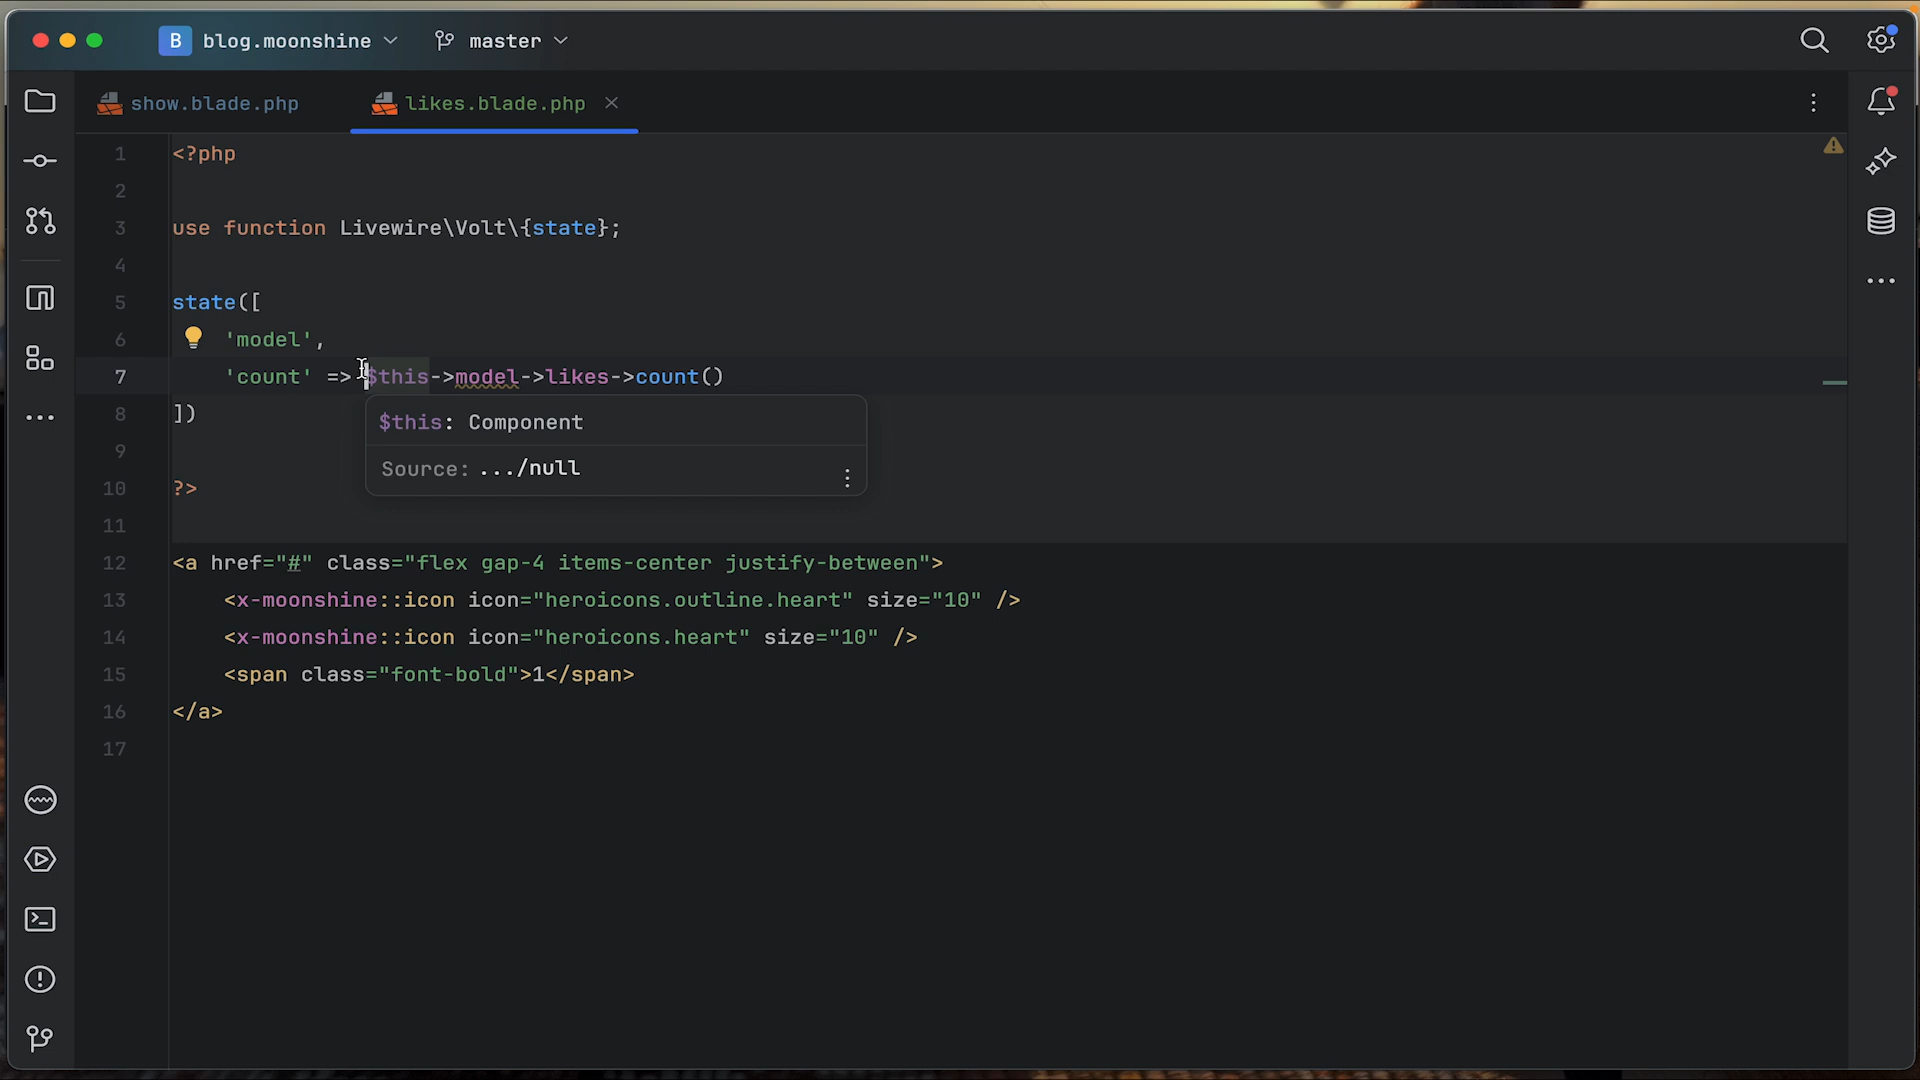 B blog.moonshine master
show.blade.php likes.blade.php
1 <?php
2
3 use function Livewire\Volt\{state};
4
5 state([
6 'model',
7 'count' => $this->model->likes->count()
8 ])
$this: Component
9
Source: .../null
10 ?>
11
12 <a href="#" class="flex gap-4 items-center justify-between">
13 <x-moonshine::icon icon="heroicons.outline.heart" size="10" />
14 <x-moonshine::icon icon="heroicons.heart" size="10" />
15 <span class="font-bold">1</span>
16 </a>
17